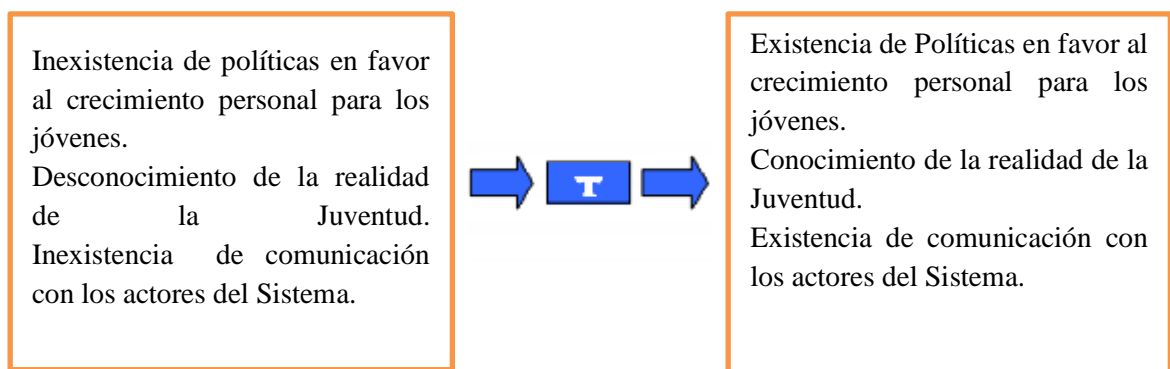 Inexistencia de políticas en favor
al crecimiento personal para los
jóvenes.
Desconocimiento de la realidad
de la Juventud.
Inexistencia de comunicación
con los actores del Sistema.
T
Existencia de Políticas en favor al
crecimiento personal para los
jóvenes.
Conocimiento de la realidad de la
Juventud.
Existencia de comunicación con
los actores del Sistema.